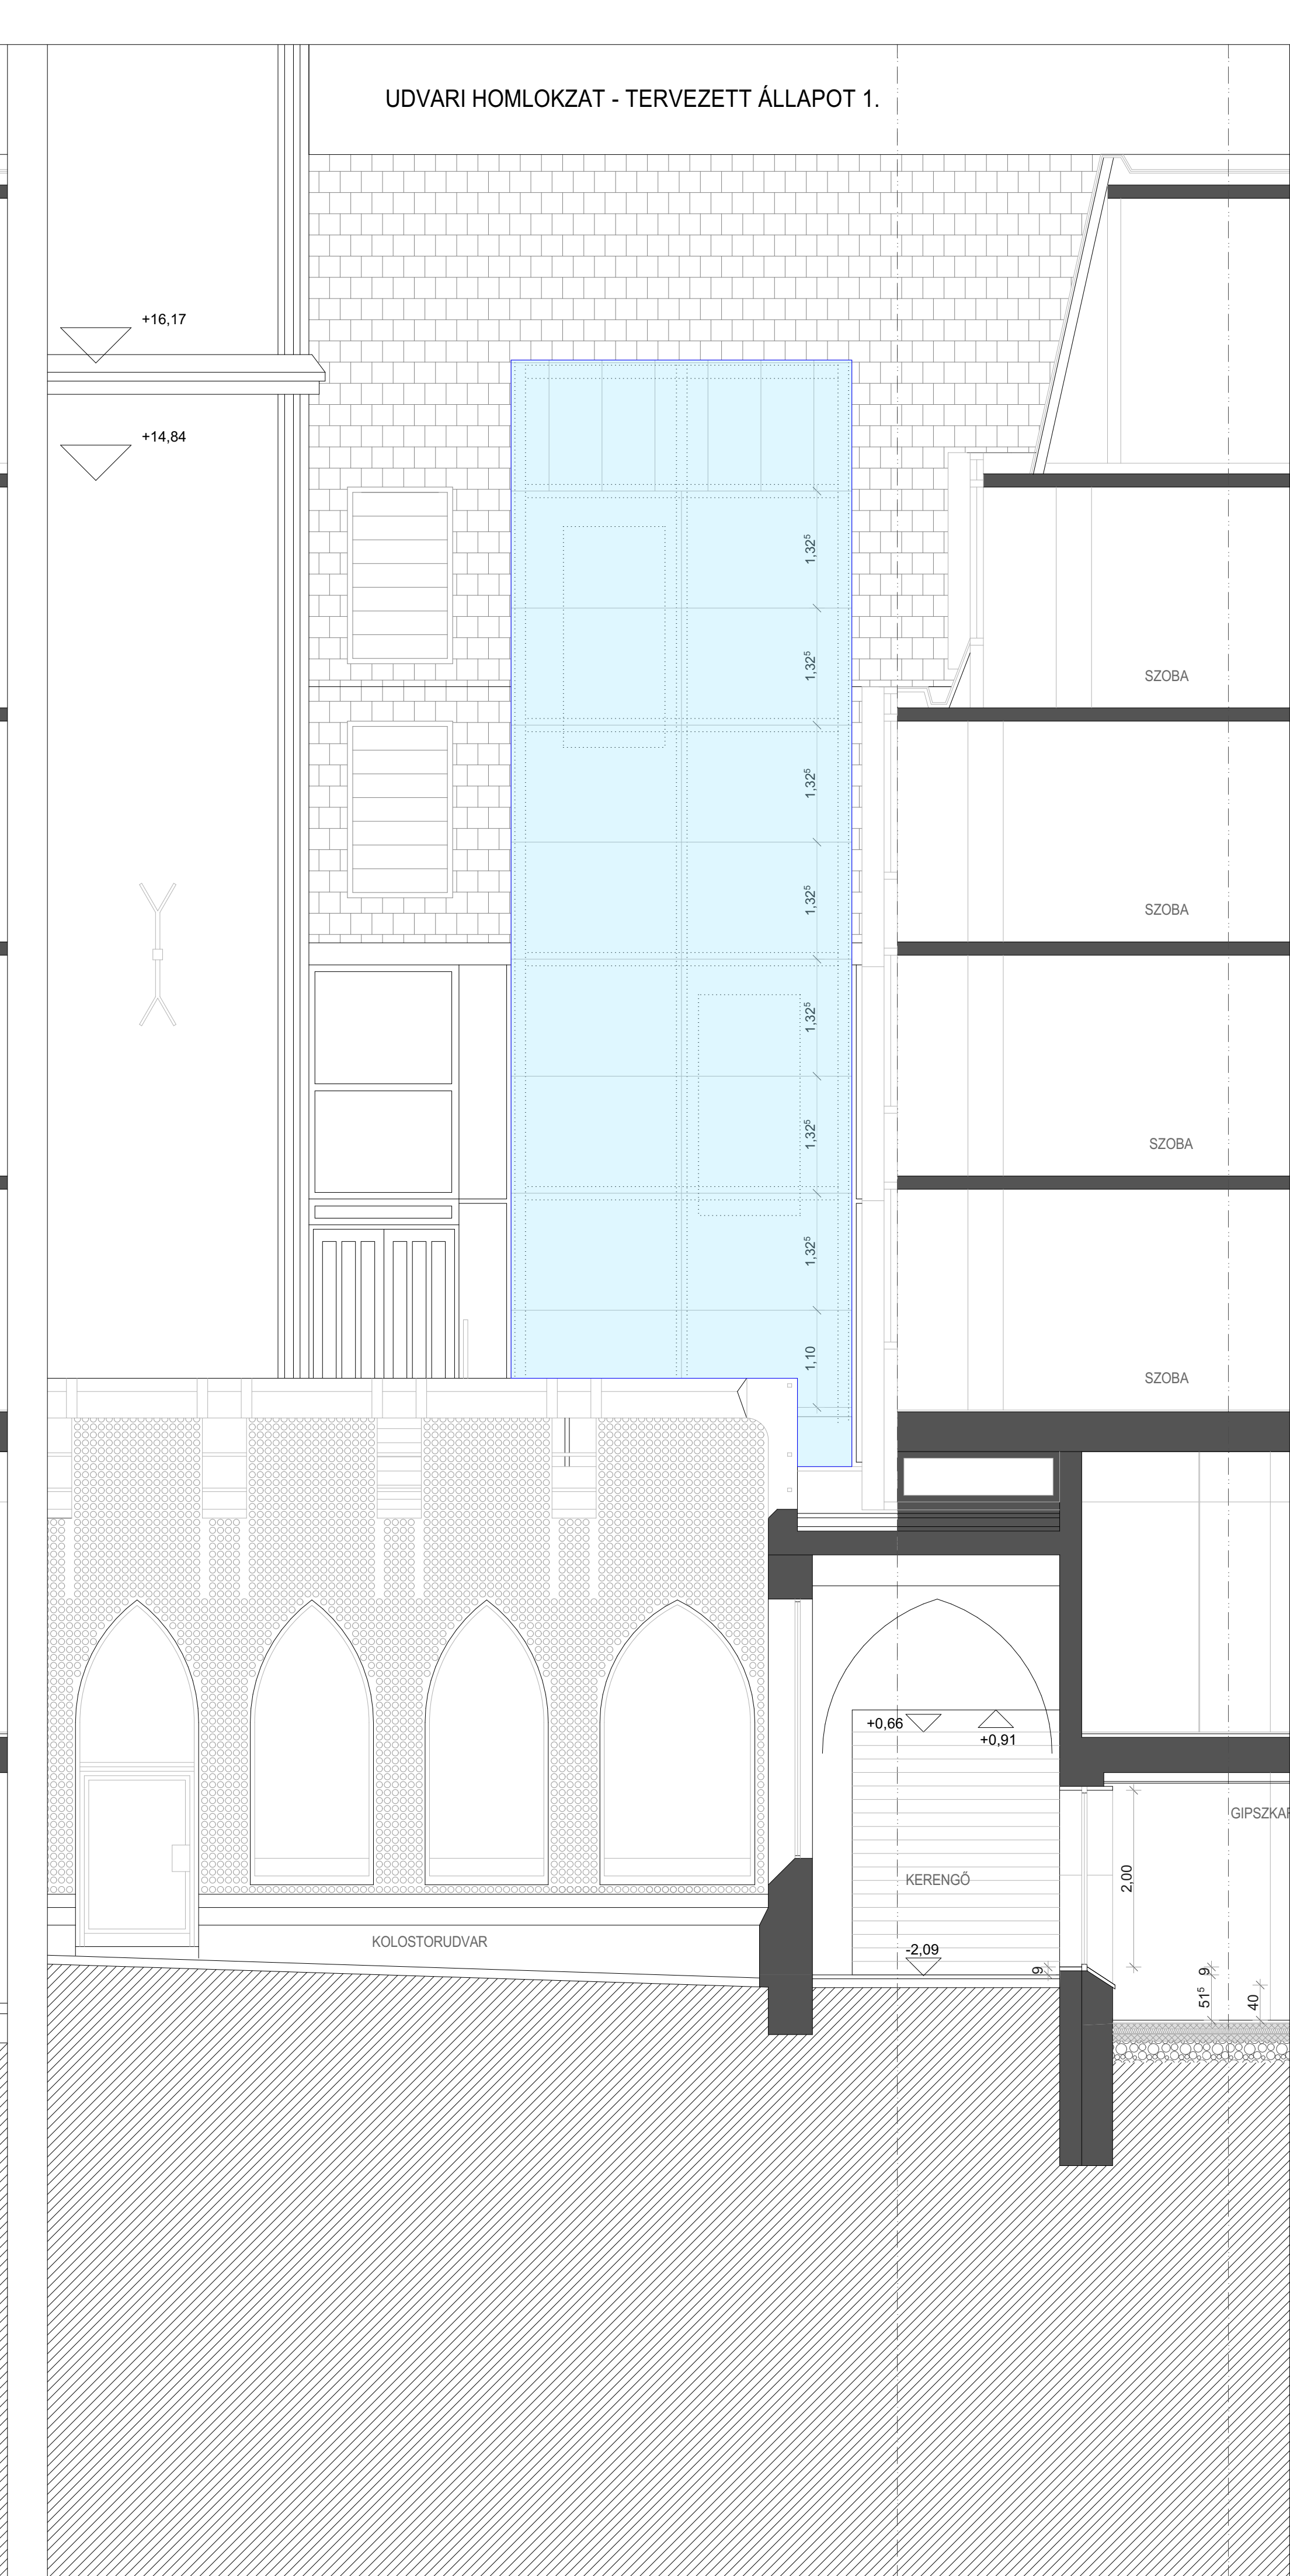 UDVARI HOMLOKZAT - TERVEZETT ÁLLAPOT 1.
+16,17
+14,84
1,32⁵
1,32⁵
SZOBA
1,32⁵
1,32⁵
SZOBA
1,32⁵
1,32⁵
SZOBA
1,32⁵
1,10
SZOBA
+0,66
+0,91
KERENGŐ
2,00
KOLOSTORUDVAR
-2,09
9
9
51⁵
40